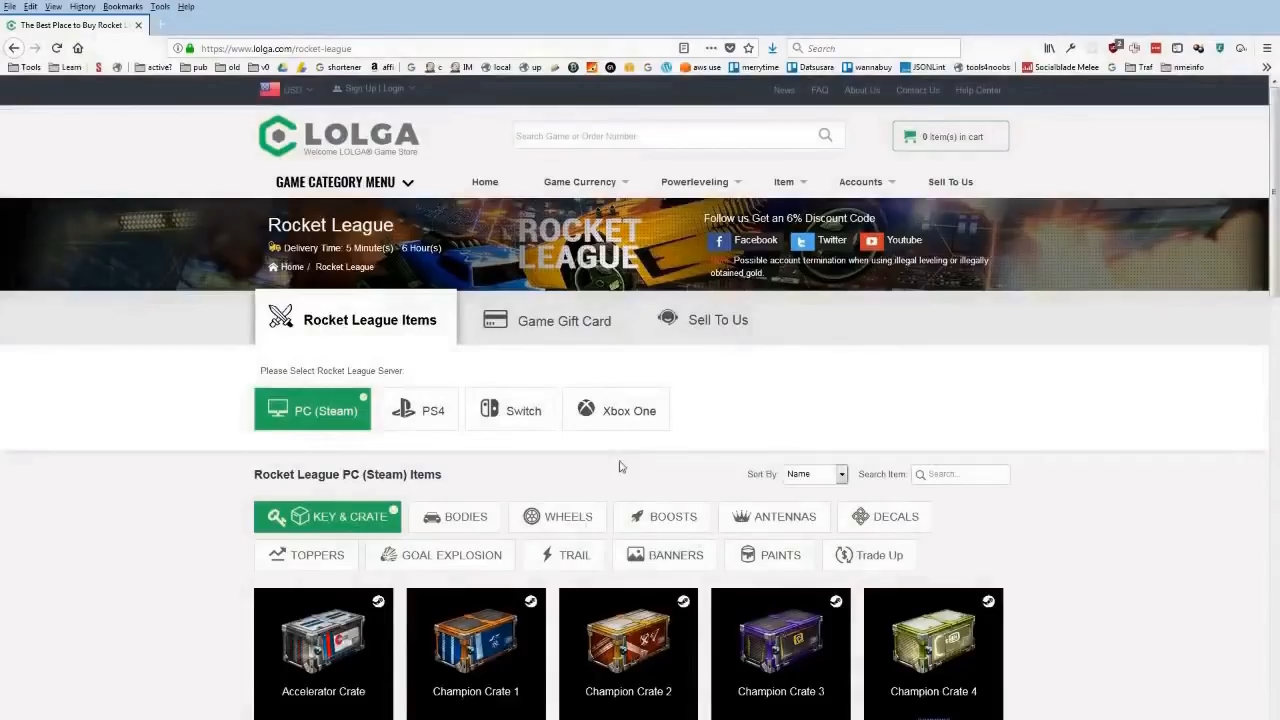 File Edit View History Bookmarks Tools Help
The Best Place to Buy Rocket
https://www.lolga.com/rocket-league
Search
Tools Learn active? pub old v0 shortener affi c IM local up aws use merrytime Datsusara wannabuy JSONLint tools4noobs Socialblade Melee Traf nmeinfo
USD Sign Up | Login News FAQ About Us Contact Us Help Center
LOLGA
Welcome LOLGA® Game Store
Search Game or Order Number
0 Item(s) in cart
GAME CATEGORY MENU Home Game Currency Powerleveling Item Accounts Sell To Us
Rocket League
Delivery Time: 5 Minute(s) - 6 Hour(s)
Home / Rocket League
ROCKET
LEAGUE
Follow us Get an 6% Discount Code
Facebook Twitter Youtube
Possible account termination when using illegal leveling or illegally
obtained gold.
Rocket League Items Game Gift Card Sell To Us
Please Select Rocket League Server:
PC (Steam) PS4 Switch Xbox One
Rocket League PC (Steam) Items
Sort By: Name Search Item: Search...
KEY & CRATE BODIES WHEELS BOOSTS ANTENNAS DECALS
TOPPERS GOAL EXPLOSION TRAIL BANNERS PAINTS Trade Up
Accelerator Crate Champion Crate 1 Champion Crate 2 Champion Crate 3 Champion Crate 4